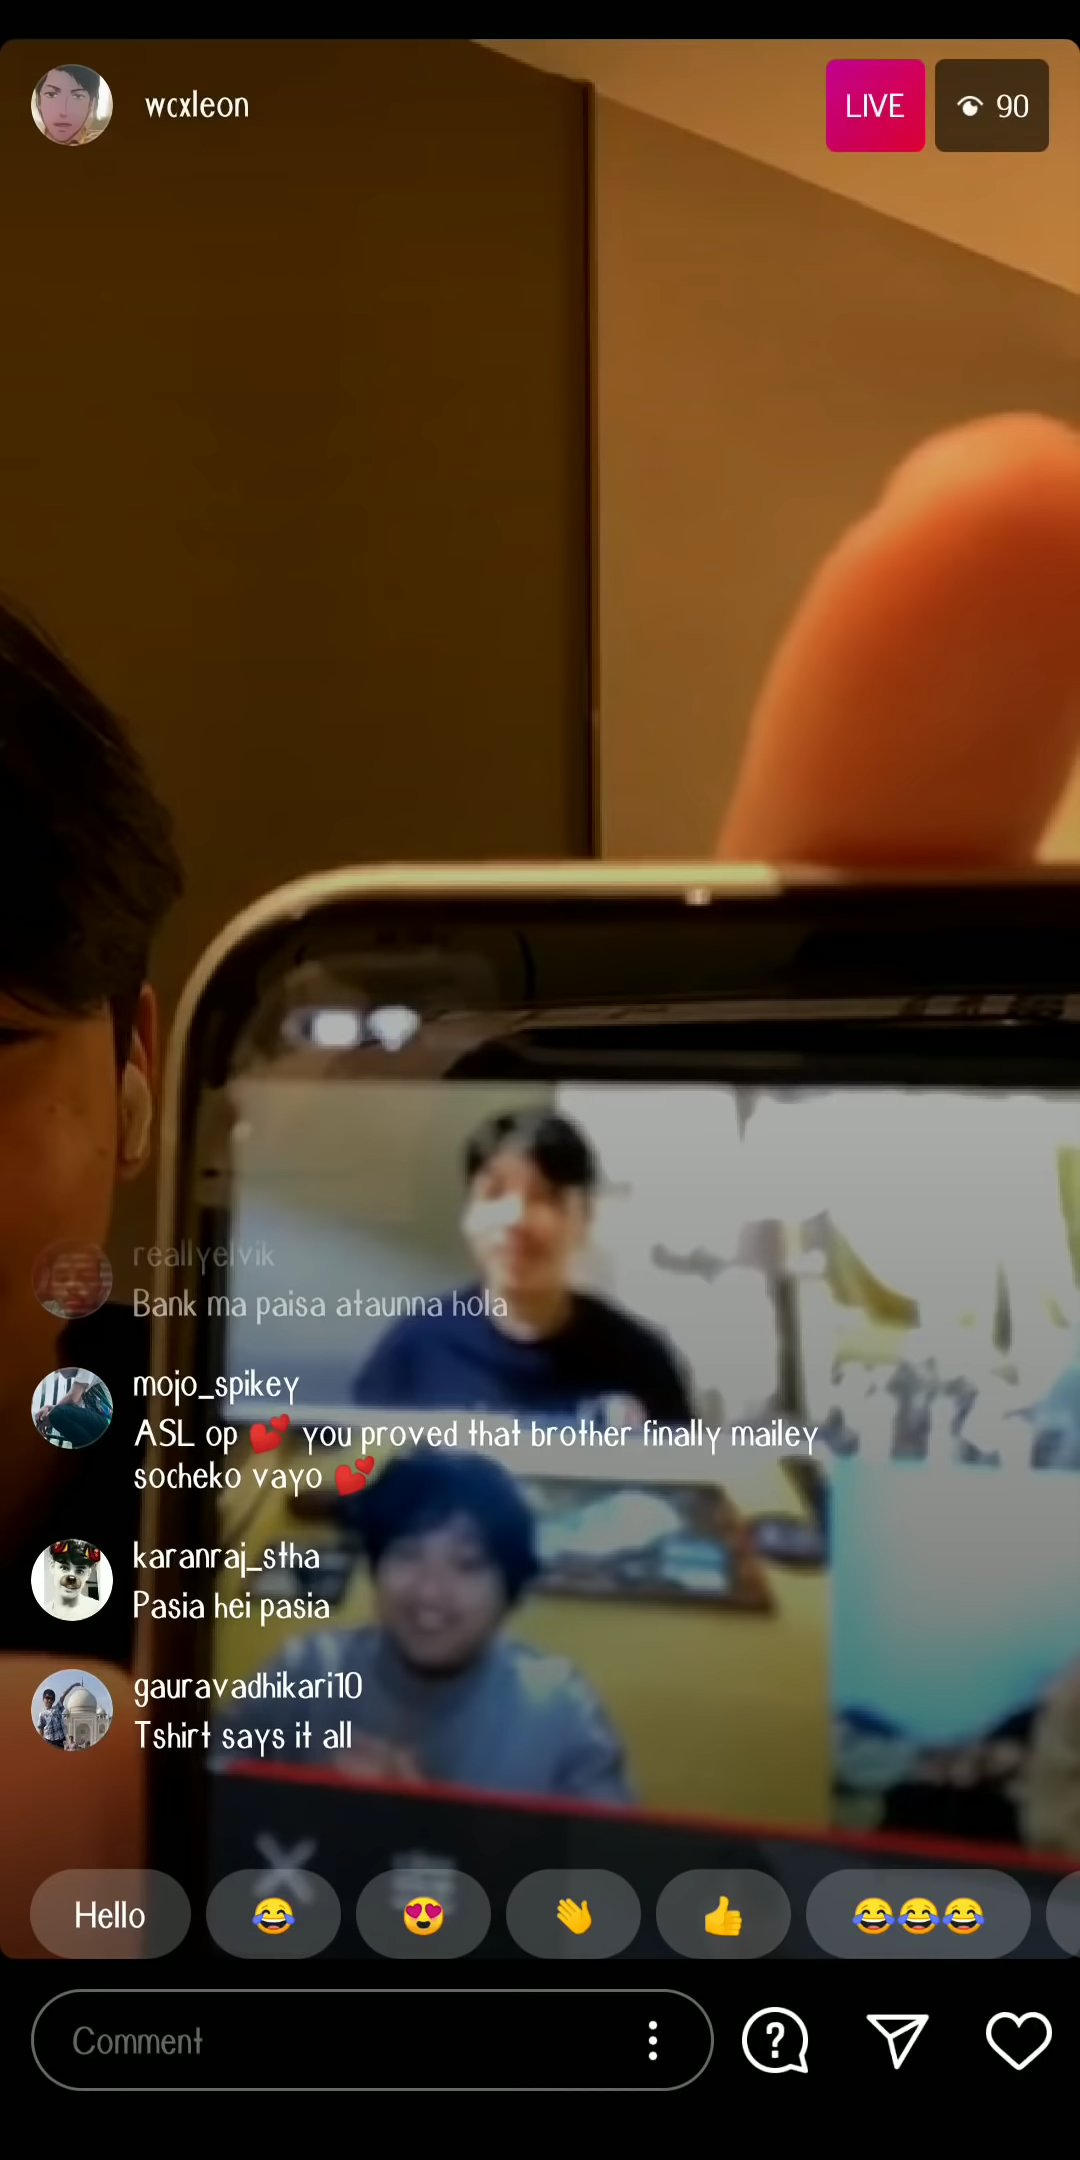 wcxleon
LIVE
90
reallyelvik
Bank ma paisa ataunna hola
mojo_spikey
ASL op 💕 you proved that brother finally mailey
socheko vayo 💕
karanraj_stha
Pasia hei pasia
gauravadhikari10
Tshirt says it all
Hello
😂
😍
👋
👍
😂😂😂
Comment